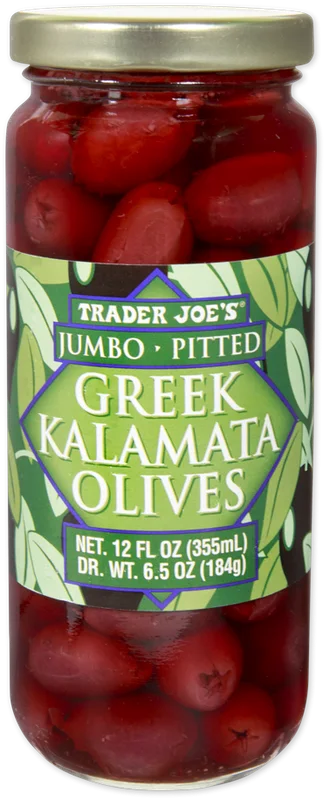 TRADER JOE'S®
JUMBO · PITTED
GREEK
KALAMATA
OLIVES
NET. 12 FL OZ (355mL)
DR. WT. 6.5 OZ (184g)